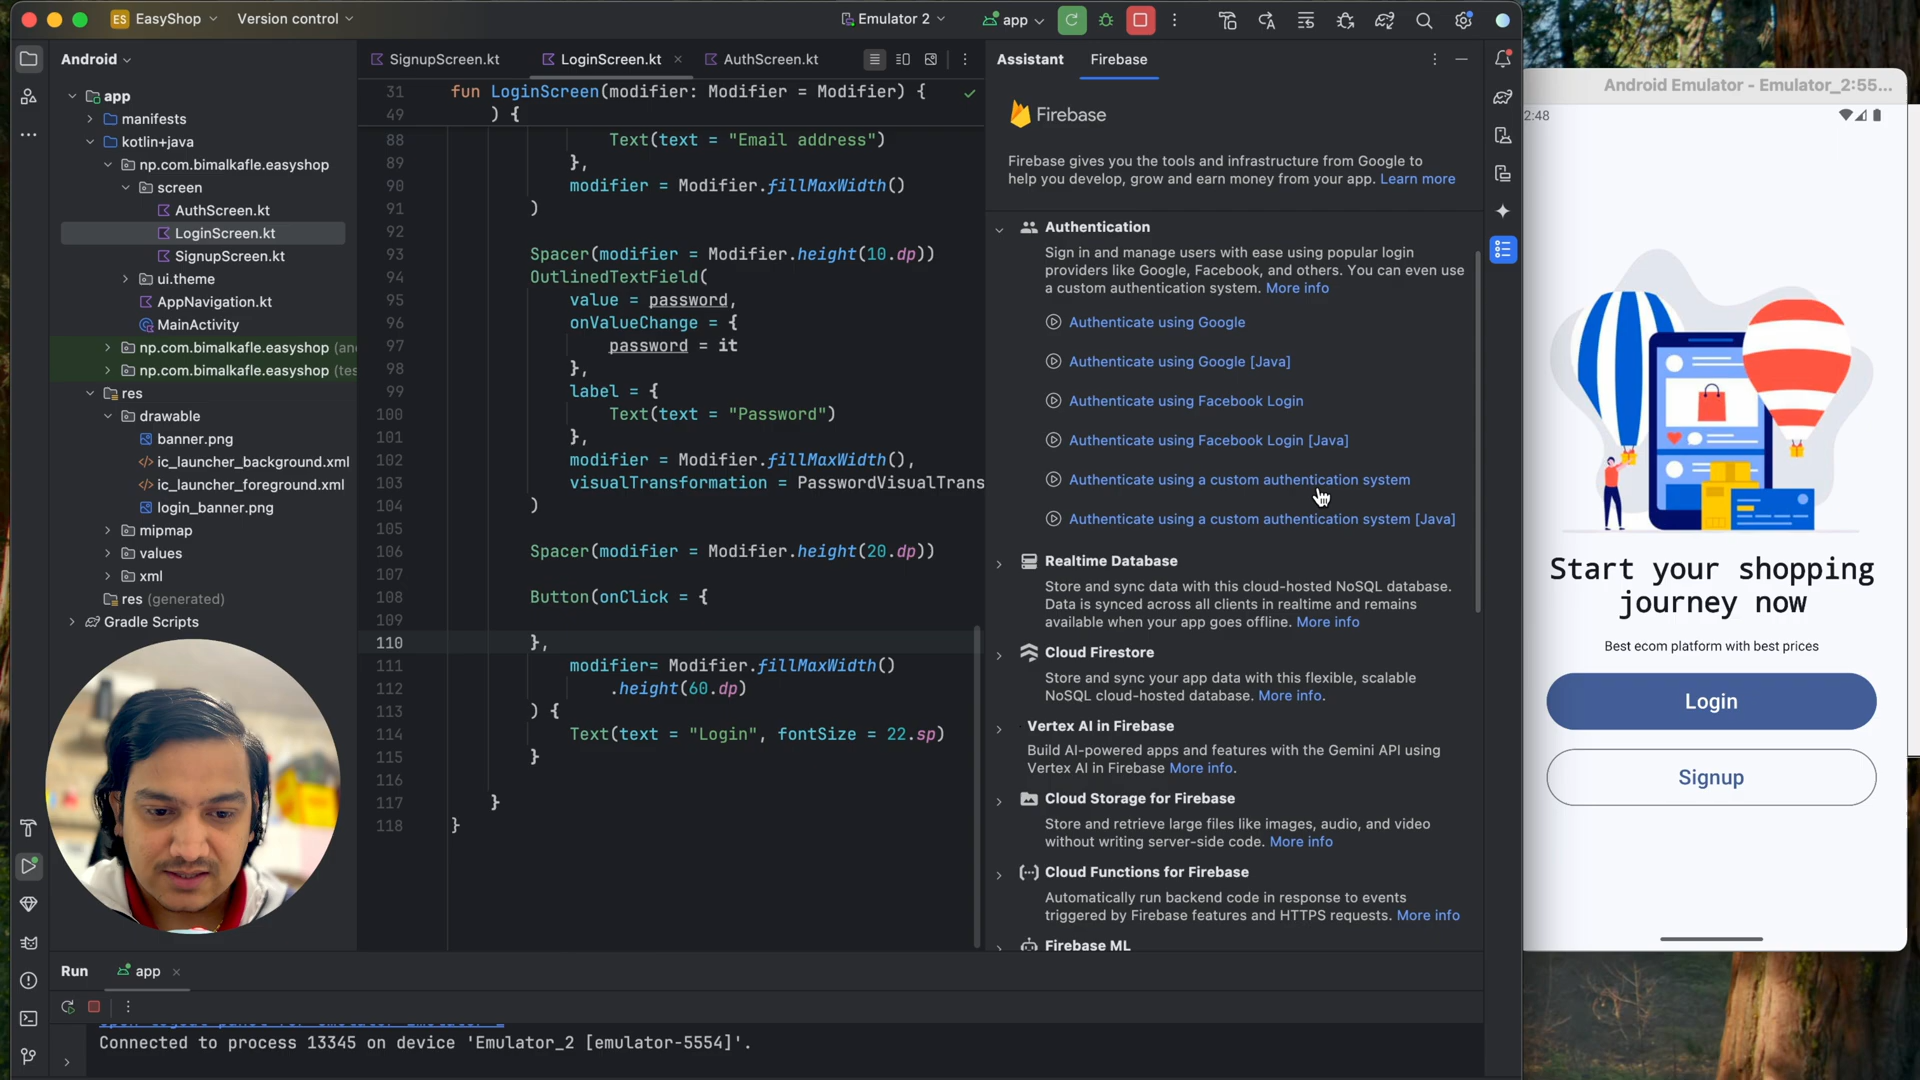 ES EasyShop
Version control
Emulator 2
app
Android
SignupScreen.kt
LoginScreen.kt
AuthScreen.kt
Assistant
Firebase
app
manifests
kotlin+java
np.com.bimalkafle.easyshop
screen
AuthScreen.kt
LoginScreen.kt
SignupScreen.kt
ui.theme
AppNavigation.kt
MainActivity
np.com.bimalkafle.easyshop (an
np.com.bimalkafle.easyshop (tes
res
drawable
banner.png
ic_launcher_background.xml
ic_launcher_foreground.xml
login_banner.png
mipmap
values
xml
res (generated)
Gradle Scripts
31 fun LoginScreen(modifier: Modifier = Modifier) {
49 ) {
88 Text(text = "Email address")
89 },
90 modifier = Modifier.fillMaxWidth()
91 )
92
93 Spacer(modifier = Modifier.height(10.dp))
94 OutlinedTextField(
95 value = password,
96 onValueChange = {
97 password = it
98 },
99 label = {
100 Text(text = "Password")
101 },
102 modifier = Modifier.fillMaxWidth(),
103 visualTransformation = PasswordVisualTrans
104 )
105
106 Spacer(modifier = Modifier.height(20.dp))
107
108 Button(onClick = {
109
110 },
111 modifier= Modifier.fillMaxWidth()
112 .height(60.dp)
113 ) {
114 Text(text = "Login", fontSize = 22.sp)
115 }
116
117 }
118 }
Firebase
Firebase gives you the tools and infrastructure from Google to
help you develop, grow and earn money from your app. Learn more
Authentication
Sign in and manage users with ease using popular login
providers like Google, Facebook, and others. You can even use
a custom authentication system. More info
Authenticate using Google
Authenticate using Google [Java]
Authenticate using Facebook Login
Authenticate using Facebook Login [Java]
Authenticate using a custom authentication system
Authenticate using a custom authentication system [Java]
Realtime Database
Store and sync data with this cloud-hosted NoSQL database.
Data is synced across all clients in realtime and remains
available when your app goes offline. More info
Cloud Firestore
Store and sync your app data with this flexible, scalable
NoSQL cloud-hosted database. More info.
Vertex AI in Firebase
Build AI-powered apps and features with the Gemini API using
Vertex AI in Firebase More info.
Cloud Storage for Firebase
Store and retrieve large files like images, audio, and video
without writing server-side code. More info
Cloud Functions for Firebase
Automatically run backend code in response to events
triggered by Firebase features and HTTPS requests. More info
Firebase ML
Android Emulator - Emulator_2:55...
2:48
Start your shopping
journey now
Best ecom platform with best prices
Login
Signup
Run
app
Connected to process 13345 on device 'Emulator_2 [emulator-5554]'.